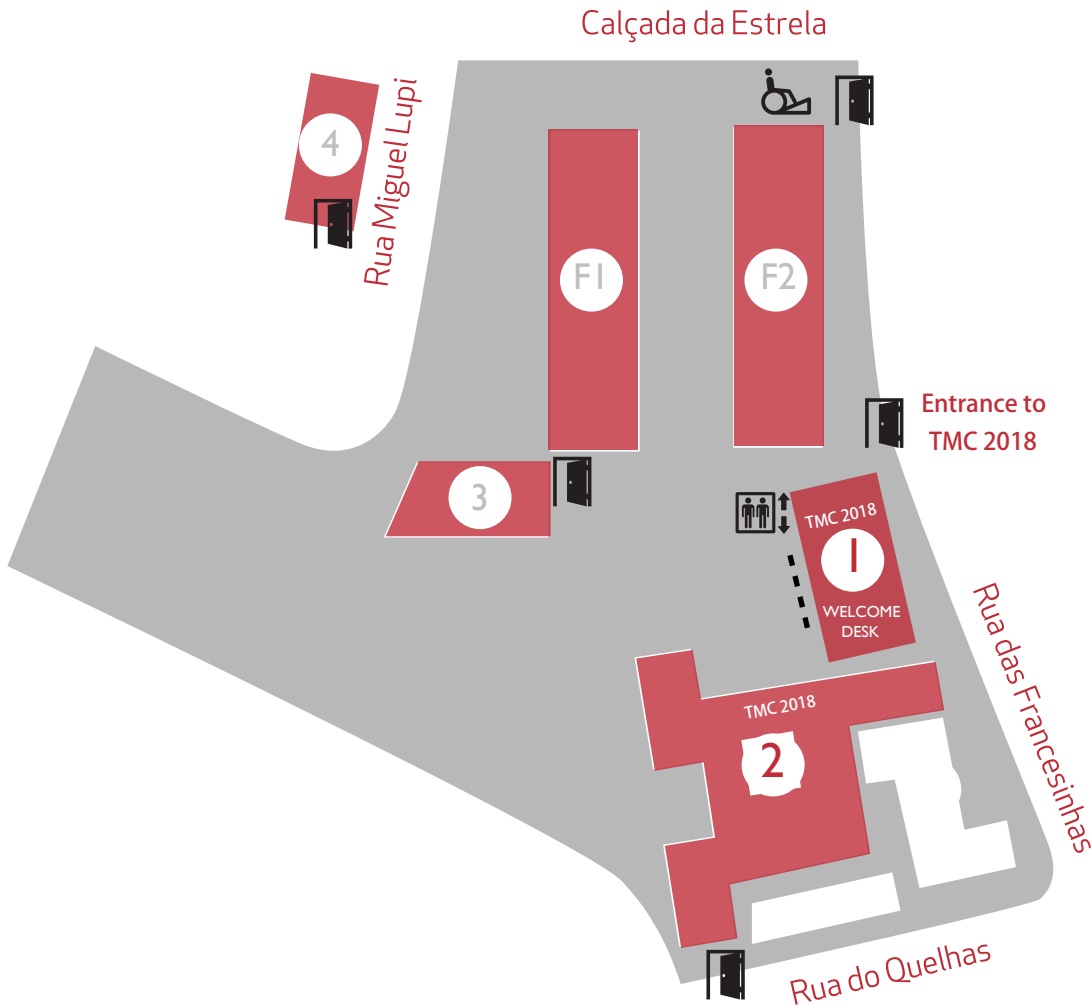 Calçada da Estrela
4
Rua Miguel Lupi
F1
F2
Entrance to
TMC 2018
3
TMC 2018
1
WELCOME
DESK
Rua das Francesinhas
TMC 2018
2
Rua do Quelhas